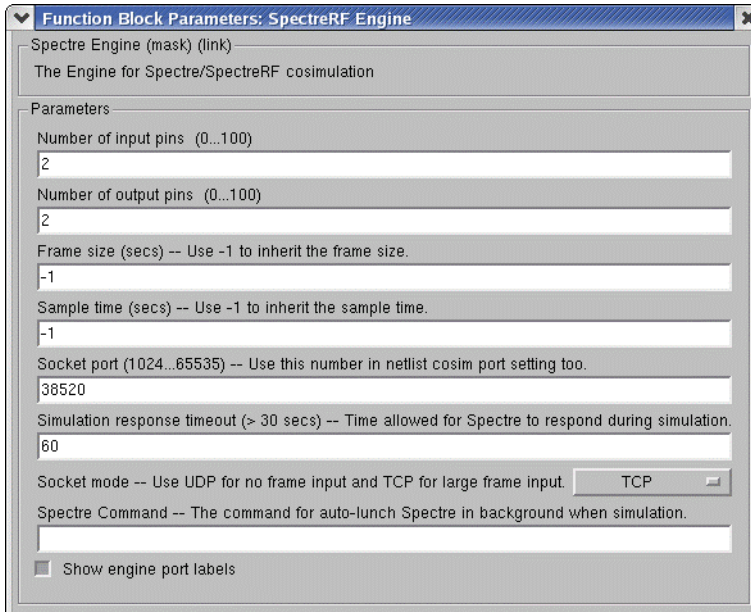 Function Block Parameters: SpectreRF Engine
Spectre Engine (mask) (link)
The Engine for Spectre/SpectreRF cosimulation
Parameters
Number of input pins (0...100)
2
Number of output pins (0...100)
2
Frame size (secs) -- Use -1 to inherit the frame size.
-1
Sample time (secs) -- Use -1 to inherit the sample time.
-1
Socket port (1024...65535) -- Use this number in netlist cosim port setting too.
38520
Simulation response timeout (> 30 secs) -- Time allowed for Spectre to respond during simulation.
60
Socket mode -- Use UDP for no frame input and TCP for large frame input. TCP
Spectre Command -- The command for auto-lunch Spectre in background when simulation.
Show engine port labels